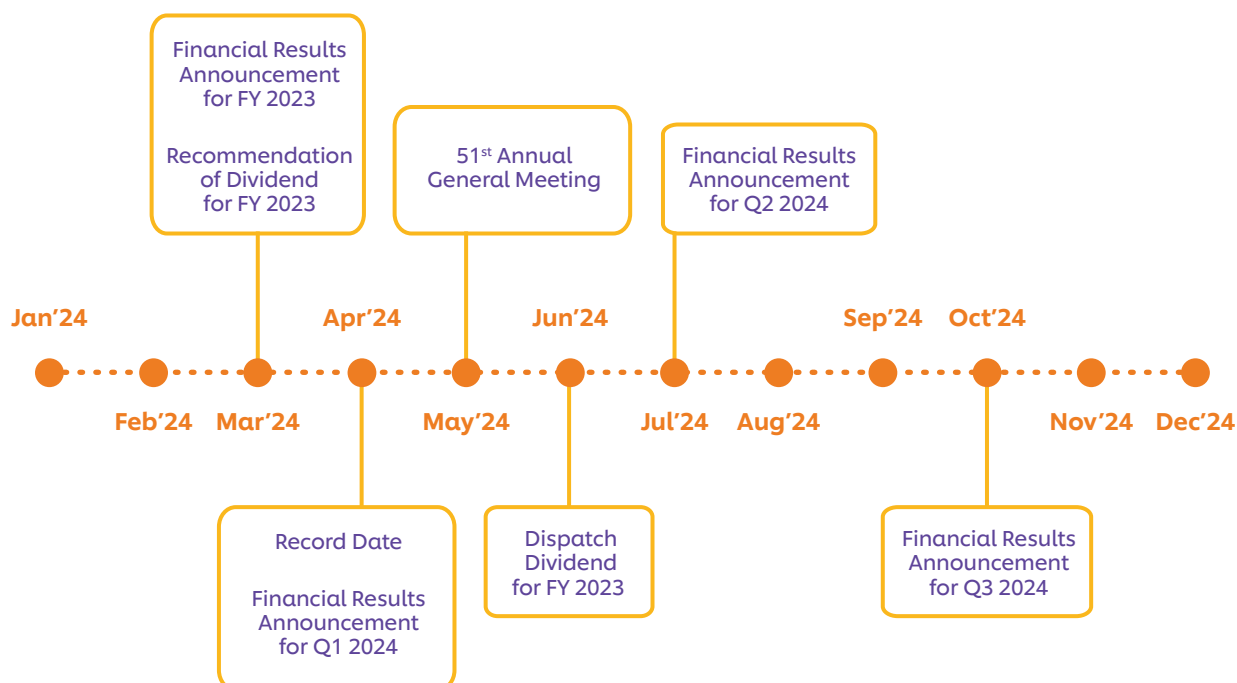 Financial Results
Announcement
for FY 2023
Recommendation
of Dividend
for FY 2023
51st Annual
General Meeting
Financial Results
Announcement
for Q2 2024
Jan’24
Apr’24
Jun’24
Sep’24
Oct’24
Feb’24
Mar’24
May’24
Jul’24
Aug’24
Nov’24
Dec’24
Record Date
Financial Results
Announcement
for Q1 2024
Dispatch
Dividend
for FY 2023
Financial Results
Announcement
for Q3 2024